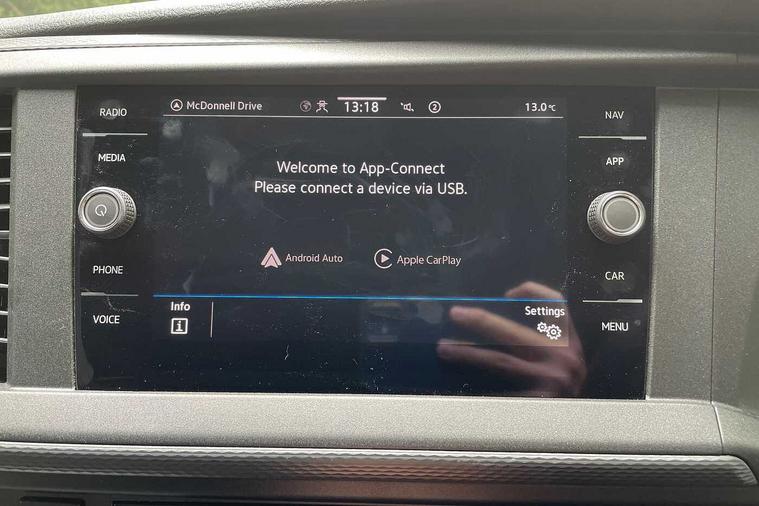 RADIO
MEDIA
PHONE
VOICE
McDonnell Drive
13:18
2
13.0°C
Welcome to App-Connect
Please connect a device via USB.
Android Auto
Apple CarPlay
Info
i
Settings
NAV
APP
CAR
MENU